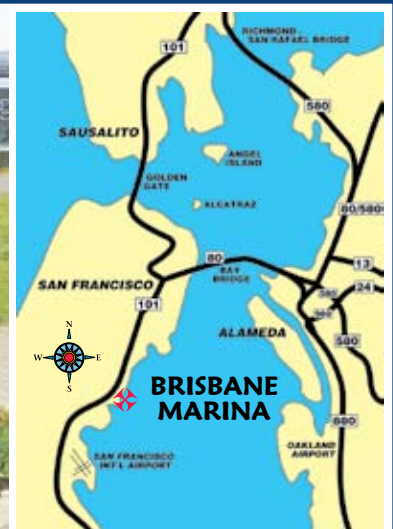 RICHMOND
SAN RAFAEL BRIDGE
101
580
SAUSALITO
ANGEL
ISLAND
GOLDEN
GATE
ALCATRAZ
80/580
80
BAY
BRIDGE
13
24
SAN FRANCISCO
101
580
ALAMEDA
580
N
W
E
S
BRISBANE
MARINA
880
OAKLAND
AIRPORT
SAN FRANCISCO
INT'L AIRPORT